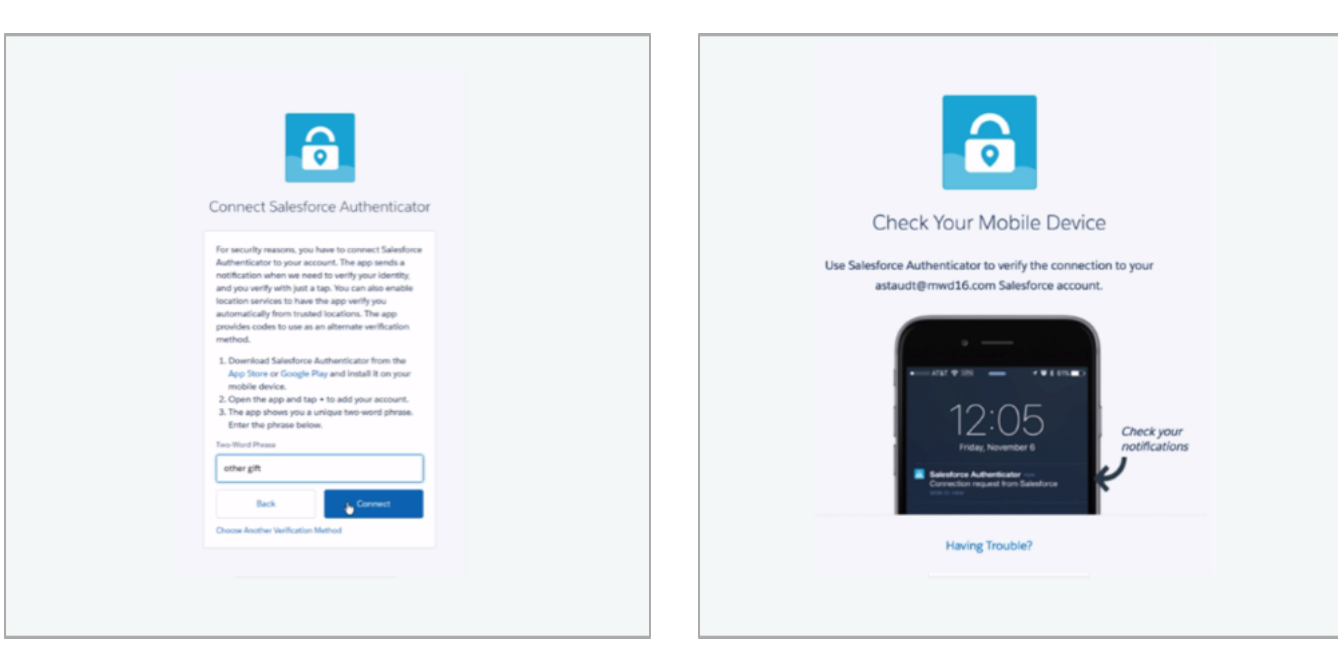 Connect Salesforce Authenticator
For security reasons, you have to connect Salesforce
Authenticator to your account. The app sends a
notification when we need to verify your identity,
and you verify with just a tap. You can also enable
location services to have the app verify you
automatically from trusted locations. The app
provides codes to use as an alternate verification
method.
1. Download Salesforce Authenticator from the
App Store or Google Play and install it on your
mobile device.
2. Open the app and tap + to add your account.
3. The app shows you a unique two-word phrase.
Enter the phrase below.
Two-Word Phrase
other gift
Back
Connect
Choose Another Verification Method
Check Your Mobile Device
Use Salesforce Authenticator to verify the connection to your
astaudt@mwd16.com Salesforce account.
AT&T
12:05
Friday, November 6
Salesforce Authenticator now
Connection request from Salesforce
Check your
notifications
Having Trouble?